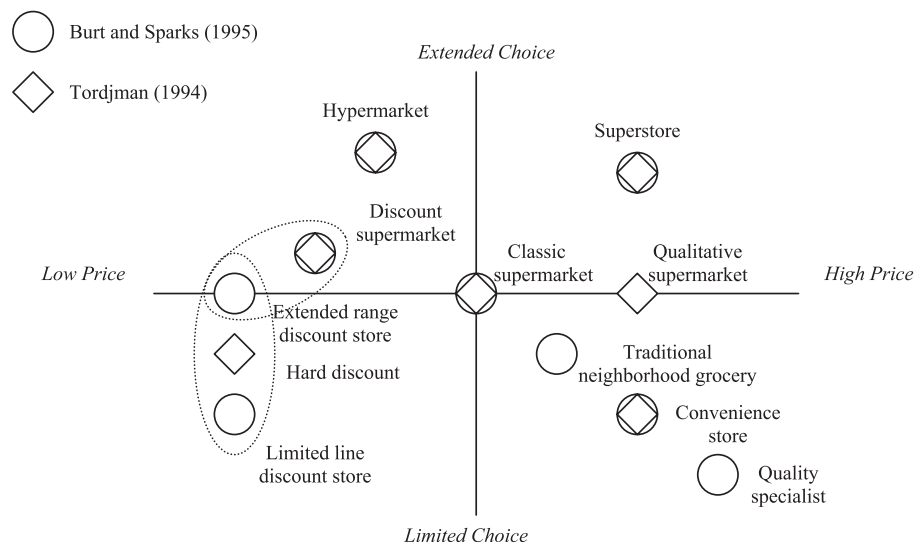 Burt and Sparks (1995)
Tordjman (1994)
Extended Choice
Hypermarket
Superstore
Discount
supermarket
Classic
supermarket
Qualitative
supermarket
Low Price
High Price
Extended range
discount store
Hard discount
Traditional
neighborhood grocery
Convenience
store
Limited line
discount store
Quality
specialist
Limited Choice